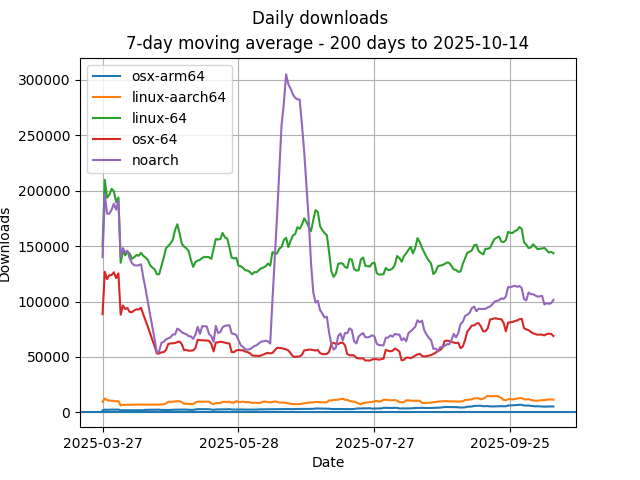 Daily downloads
7-day moving average - 200 days to 2025-10-14
osx-arm64
linux-aarch64
linux-64
osx-64
noarch
300000
250000
200000
150000
100000
50000
0
Downloads
2025-03-27
2025-05-28
2025-07-27
2025-09-25
Date